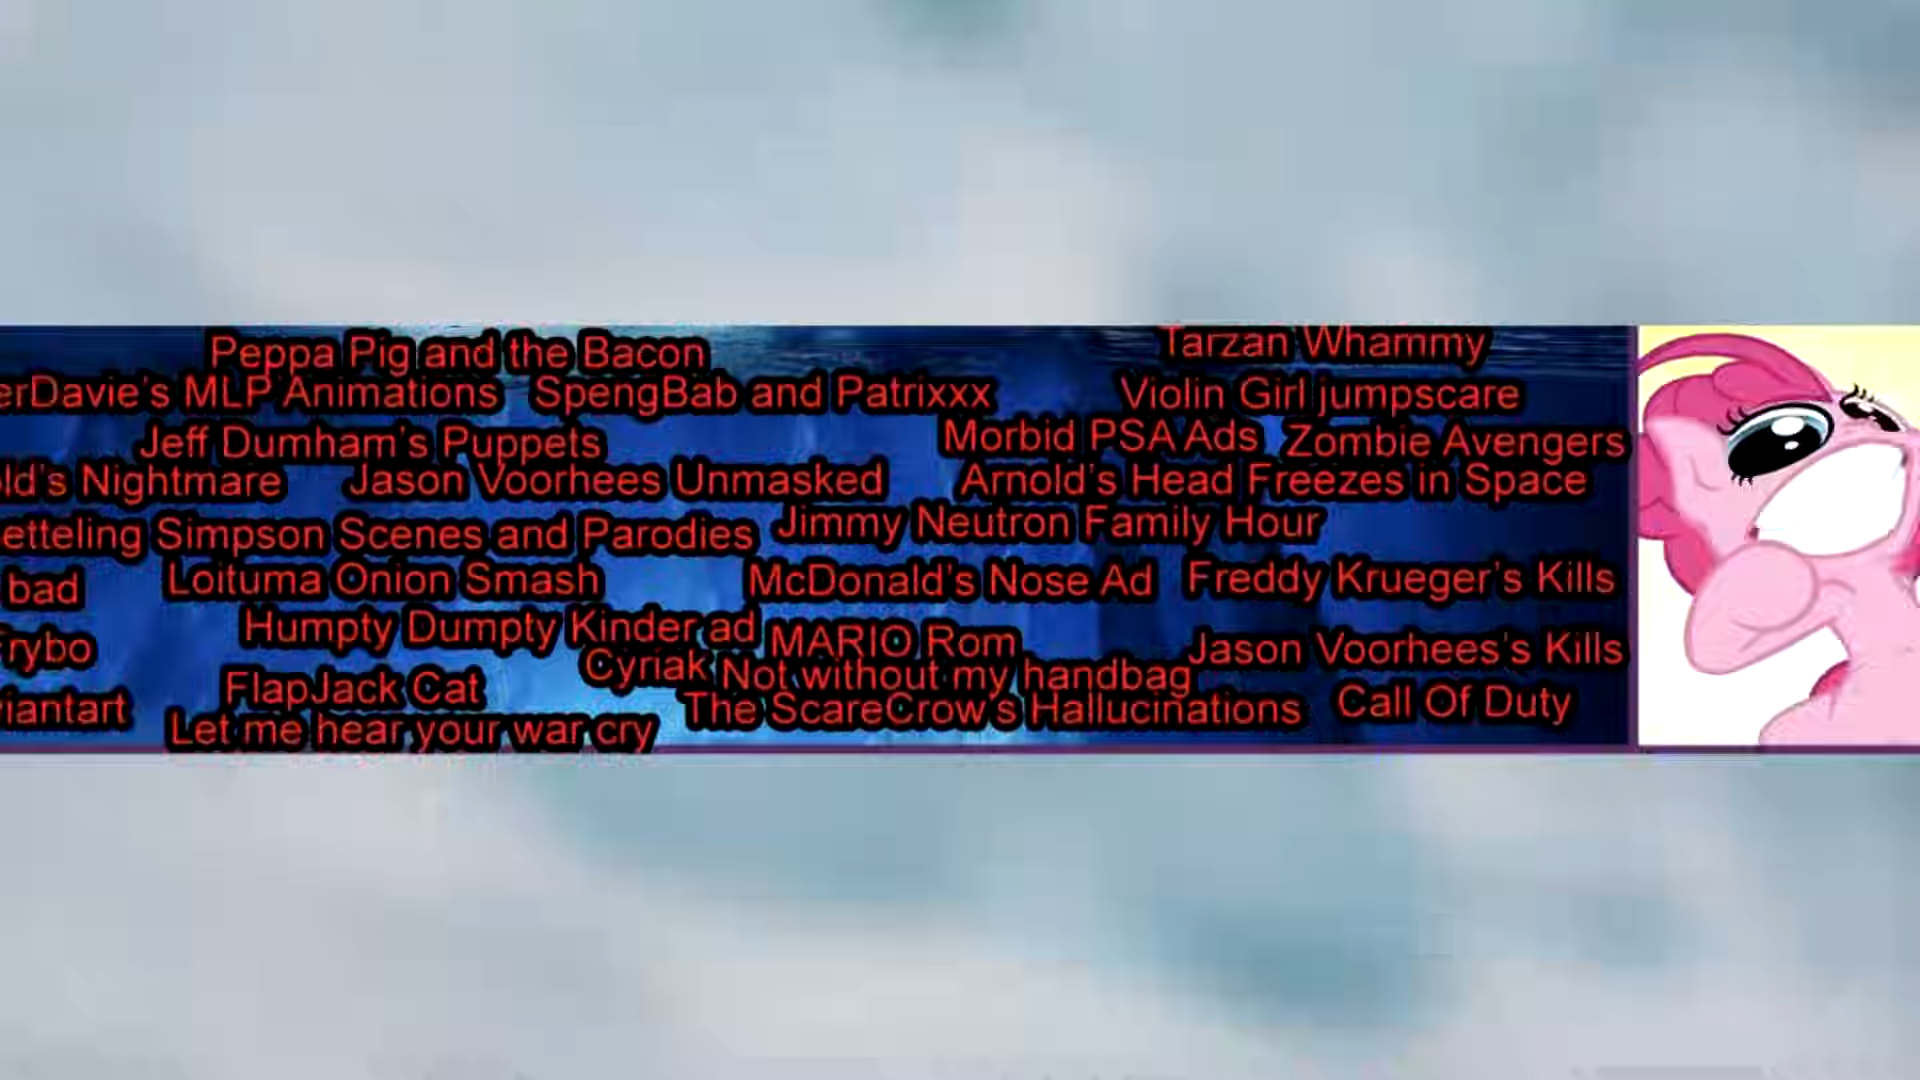 Peppa Pig and the Bacon
Tarzan Whammy
erDavie's MLP Animations
SpengBab and Patrixxx
Violin Girl jumpscare
Jeff Dumham's Puppets
Morbid PSA Ads
Zombie Avengers
ld's Nightmare
Jason Voorhees Unmasked
Arnold's Head Freezes in Space
etteling Simpson Scenes and Parodies
Jimmy Neutron Family Hour
bad
Loituma Onion Smash
McDonald's Nose Ad
Freddy Krueger's Kills
Humpty Dumpty Kinder ad
MARIO Rom
Frybo
Cyriak
Not without my handbag
Jason Voorhees's Kills
FlapJack Cat
viantart
The ScareCrow's Hallucinations
Call Of Duty
Let me hear your war cry